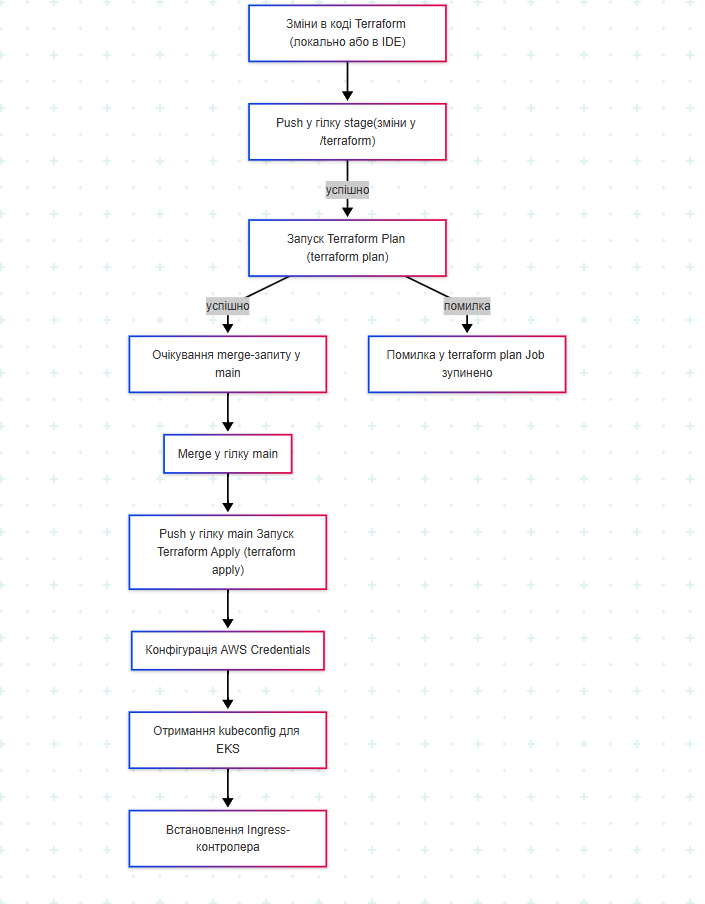 Зміни в коді Terraform
(локально або в IDE)
Push у гілку stage(зміни у
/terraform)
успішно
Запуск Terraform Plan
(terraform plan)
успішно
помилка
Очікування merge-запиту у
main
Помилка у terraform plan Job
зупинено
Merge у гілку main
Push у гілку main Запуск
Terraform Apply (terraform
apply)
Конфігурація AWS Credentials
Отримання kubeconfig для
EKS
Встановлення Ingress-
контролера